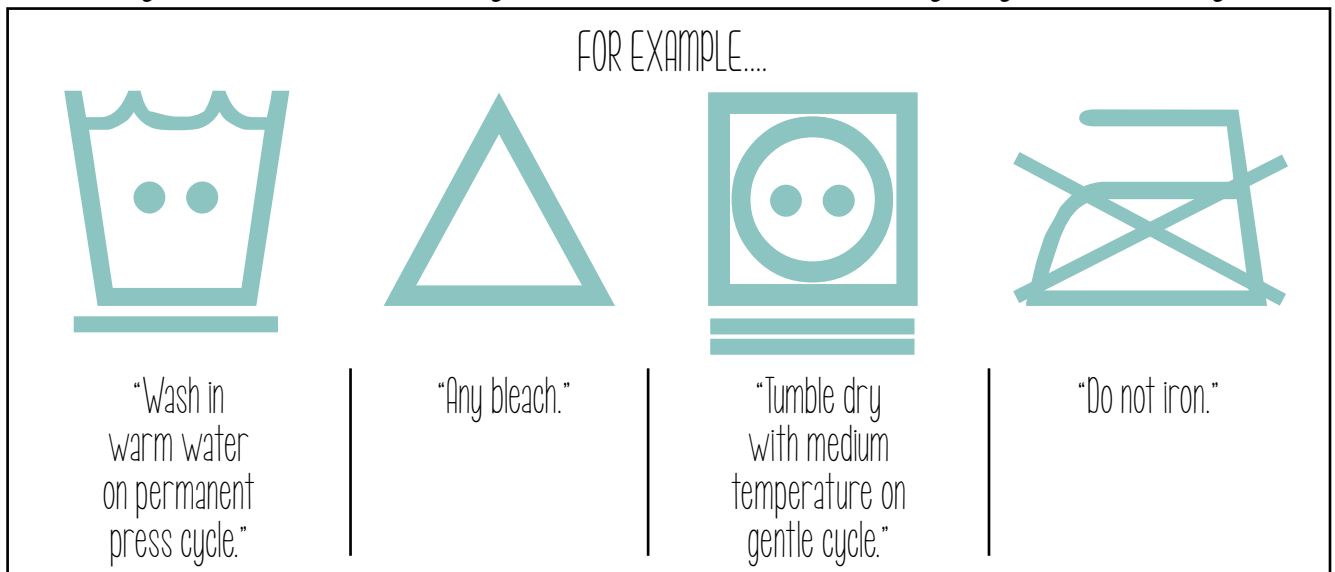 FOR EXAMPLE....
“Wash in
warm water
on permanent
press cycle.”
“Any bleach.”
“Tumble dry
with medium
temperature on
gentle cycle.”
“Do not iron.”